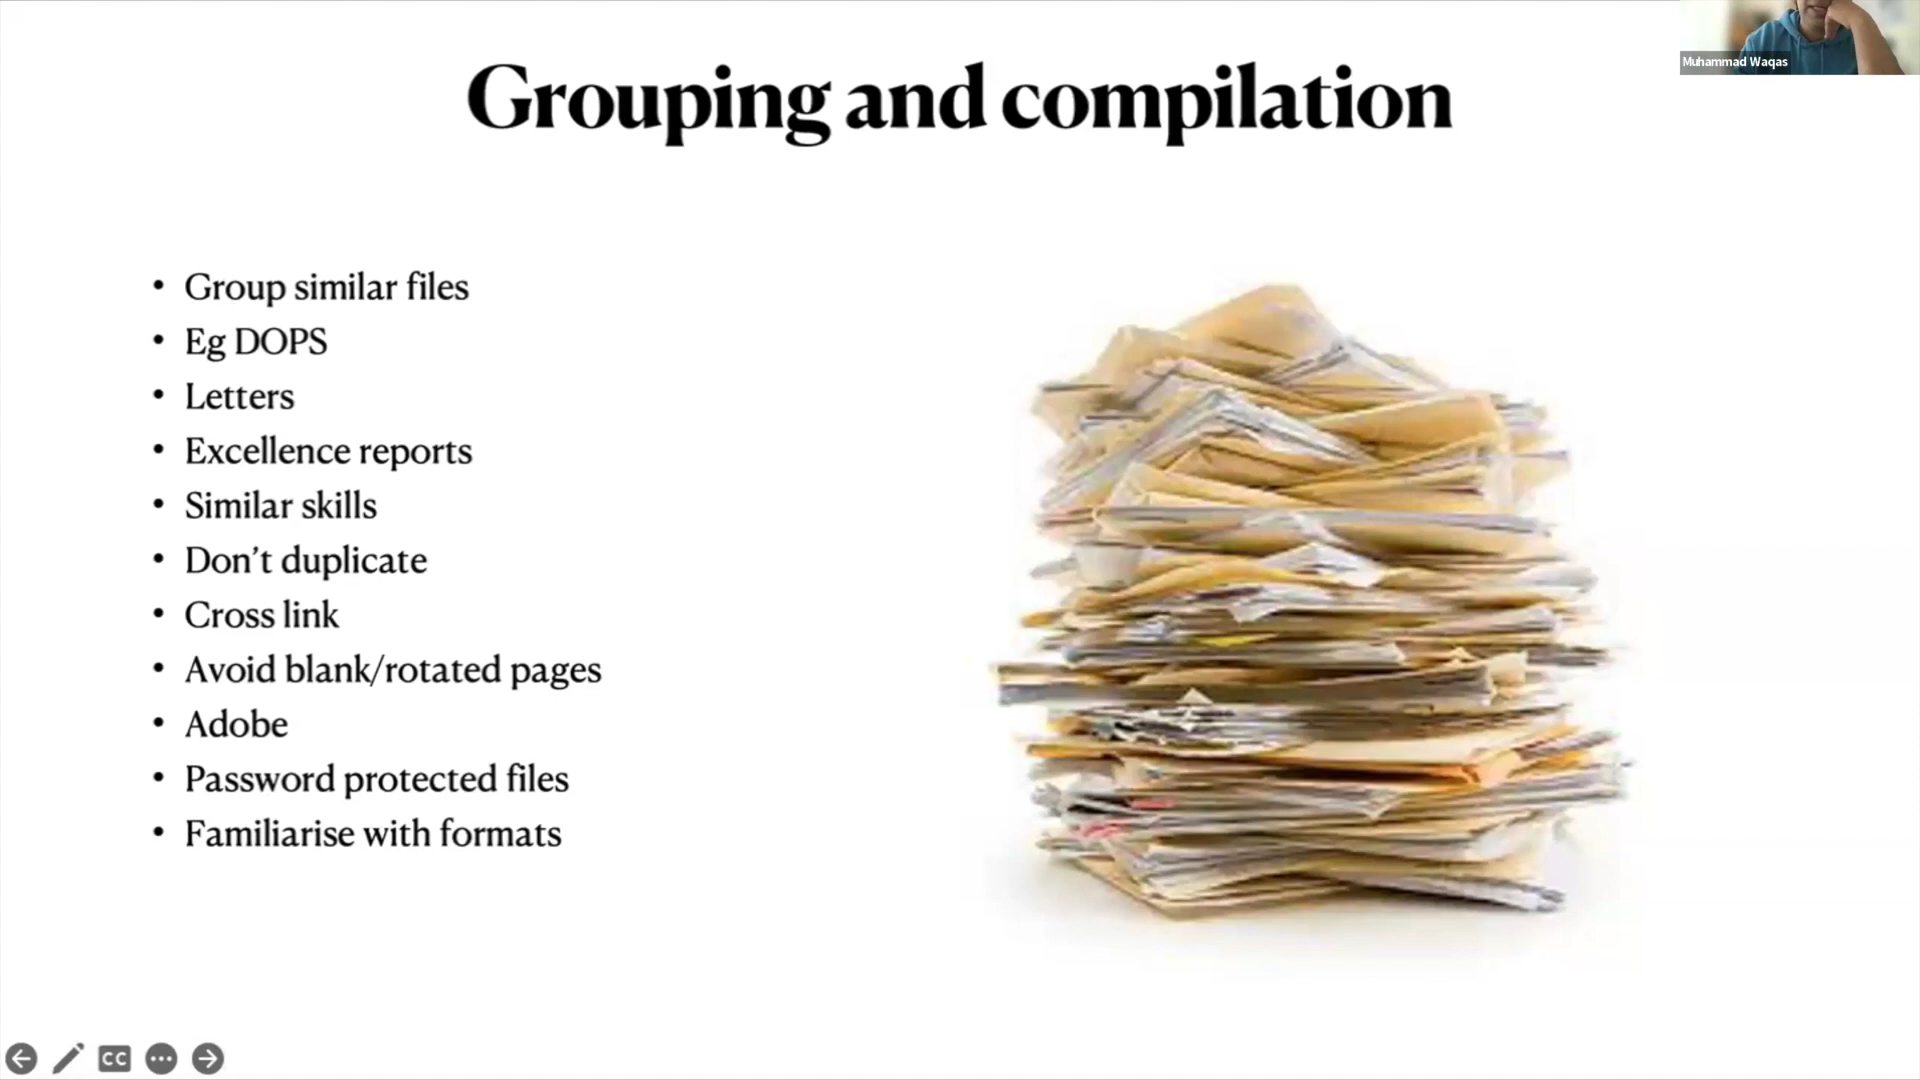 Muhammad Waqas
Grouping and compilation
• Group similar files
• Eg DOPS
• Letters
• Excellence reports
• Similar skills
• Don’t duplicate
• Cross link
• Avoid blank/rotated pages
• Adobe
• Password protected files
• Familiarise with formats
CC